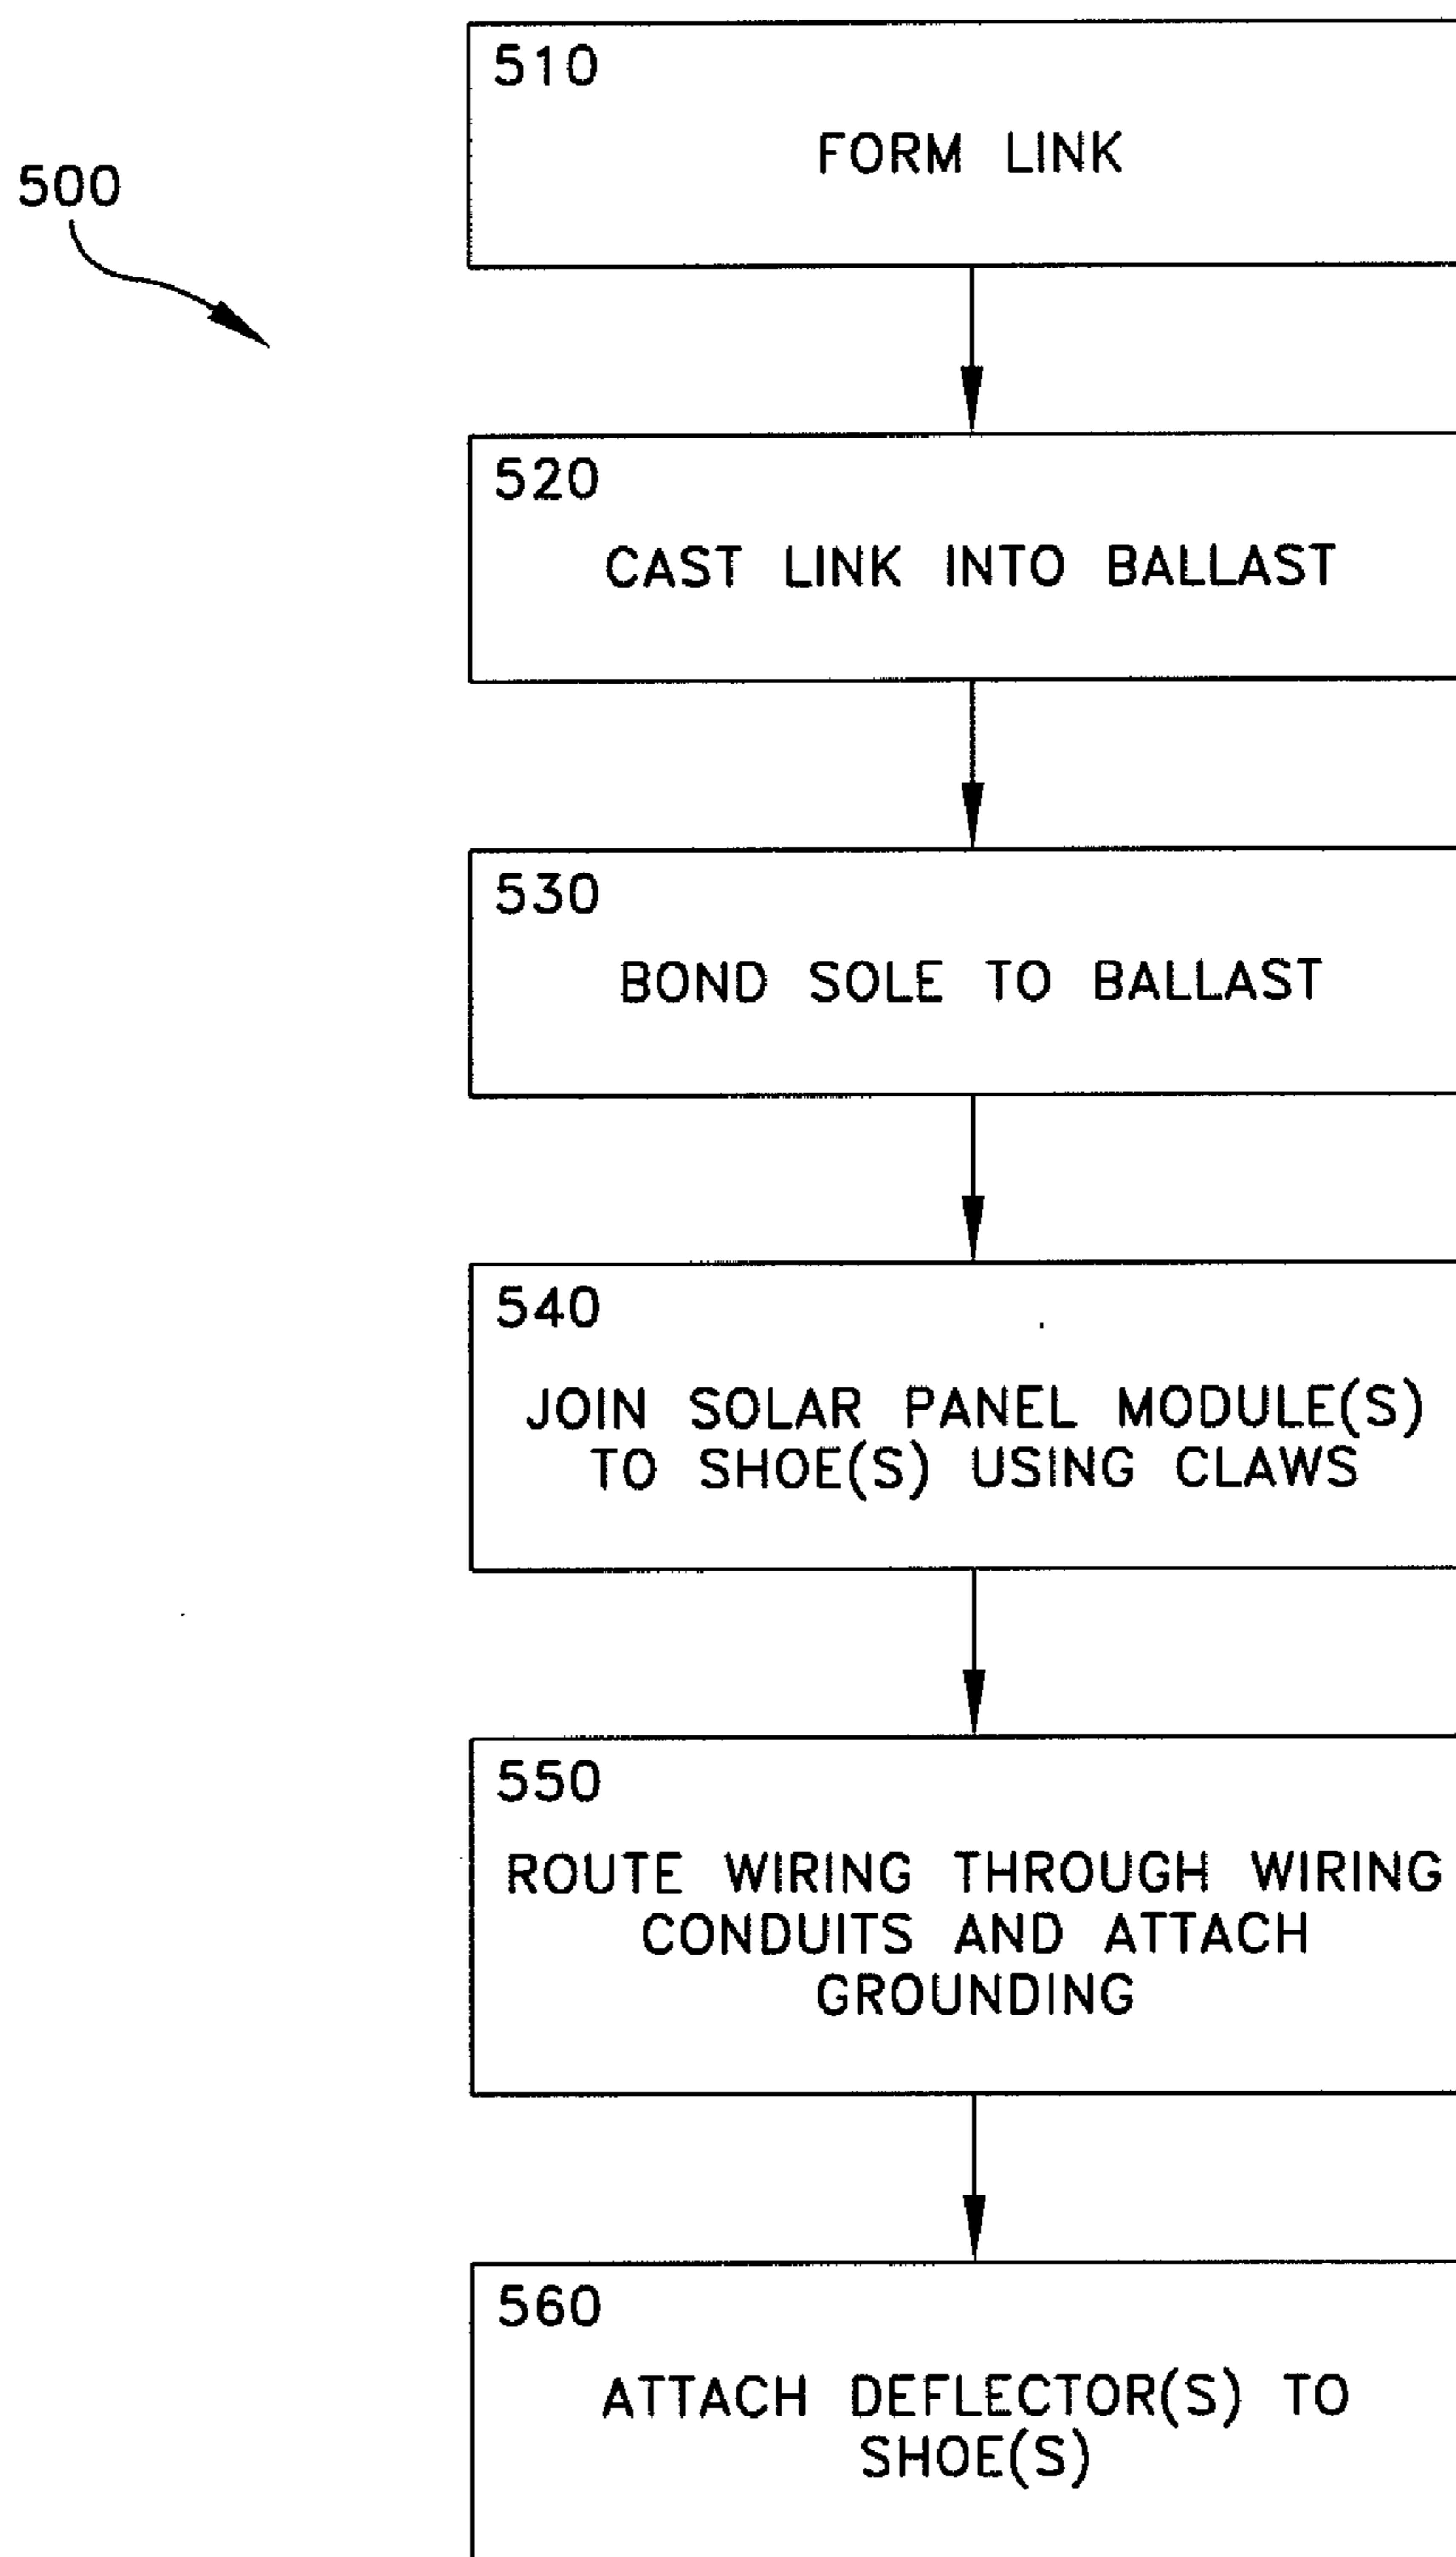 510
FORM LINK
500
520
CAST LINK INTO BALLAST
530
BOND SOLE TO BALLAST
540
JOIN SOLAR PANEL MODULE(S)
TO SHOE(S) USING CLAWS
550
ROUTE WIRING THROUGH WIRING
CONDUITS AND ATTACH
GROUNDING
560
ATTACH DEFLECTOR(S) TO
SHOE(S)